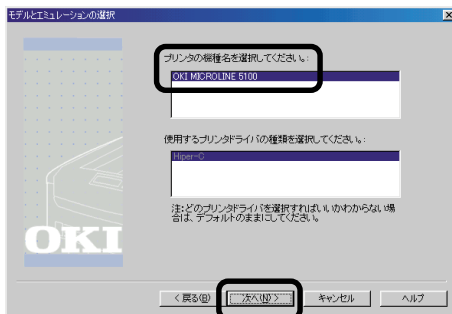 モデルとエミュレーションの選択
プリンタの機種名を選択してください。:
OKI MICROLINE 5100
使用するプリンタドライバの種類を選択してください。:
Hiper-C
注:どのプリンタドライバを選択すればいいかわからない場
合は、デフォルトのままにしてください。
OKI
< 戻る(B) 次へ(N) > キャンセル ヘルプ